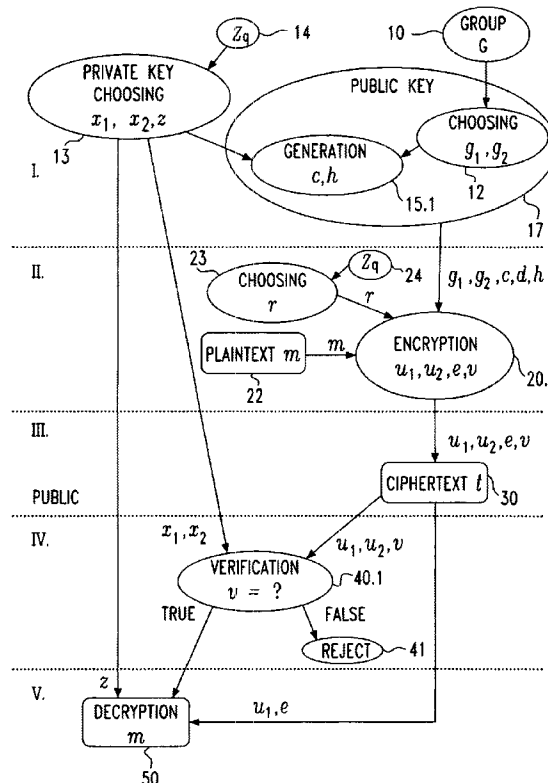 Zq
14
10
GROUP
G
PRIVATE KEY
CHOOSING
x1, x2, z
13
PUBLIC KEY
CHOOSING
g1, g2
12
GENERATION
c, h
15.1
17
I.
II.
23
CHOOSING
r
Zq
24
r
g1, g2, c, d, h
PLAINTEXT m
22
m
ENCRYPTION
u1, u2, e, v
20.
III.
u1, u2, e, v
PUBLIC
CIPHERTEXT t
30
IV.
x1, x2
u1, u2, v
VERIFICATION
v = ?
40.1
TRUE
FALSE
REJECT
41
V.
z
DECRYPTION
m
50
u1, e